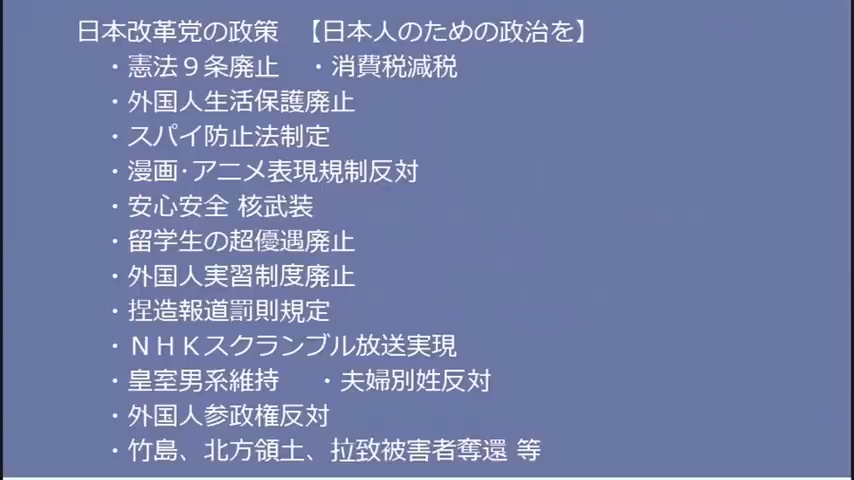 日本改革党の政策　【日本人のための政治を】
・憲法９条廃止　・消費税減税
・外国人生活保護廃止
・スパイ防止法制定
・漫画･アニメ表現規制反対
・安心安全 核武装
・留学生の超優遇廃止
・外国人実習制度廃止
・捏造報道罰則規定
・ＮＨＫスクランブル放送実現
・皇室男系維持　・夫婦別姓反対
・外国人参政権反対
・竹島、北方領土、拉致被害者奪還 等